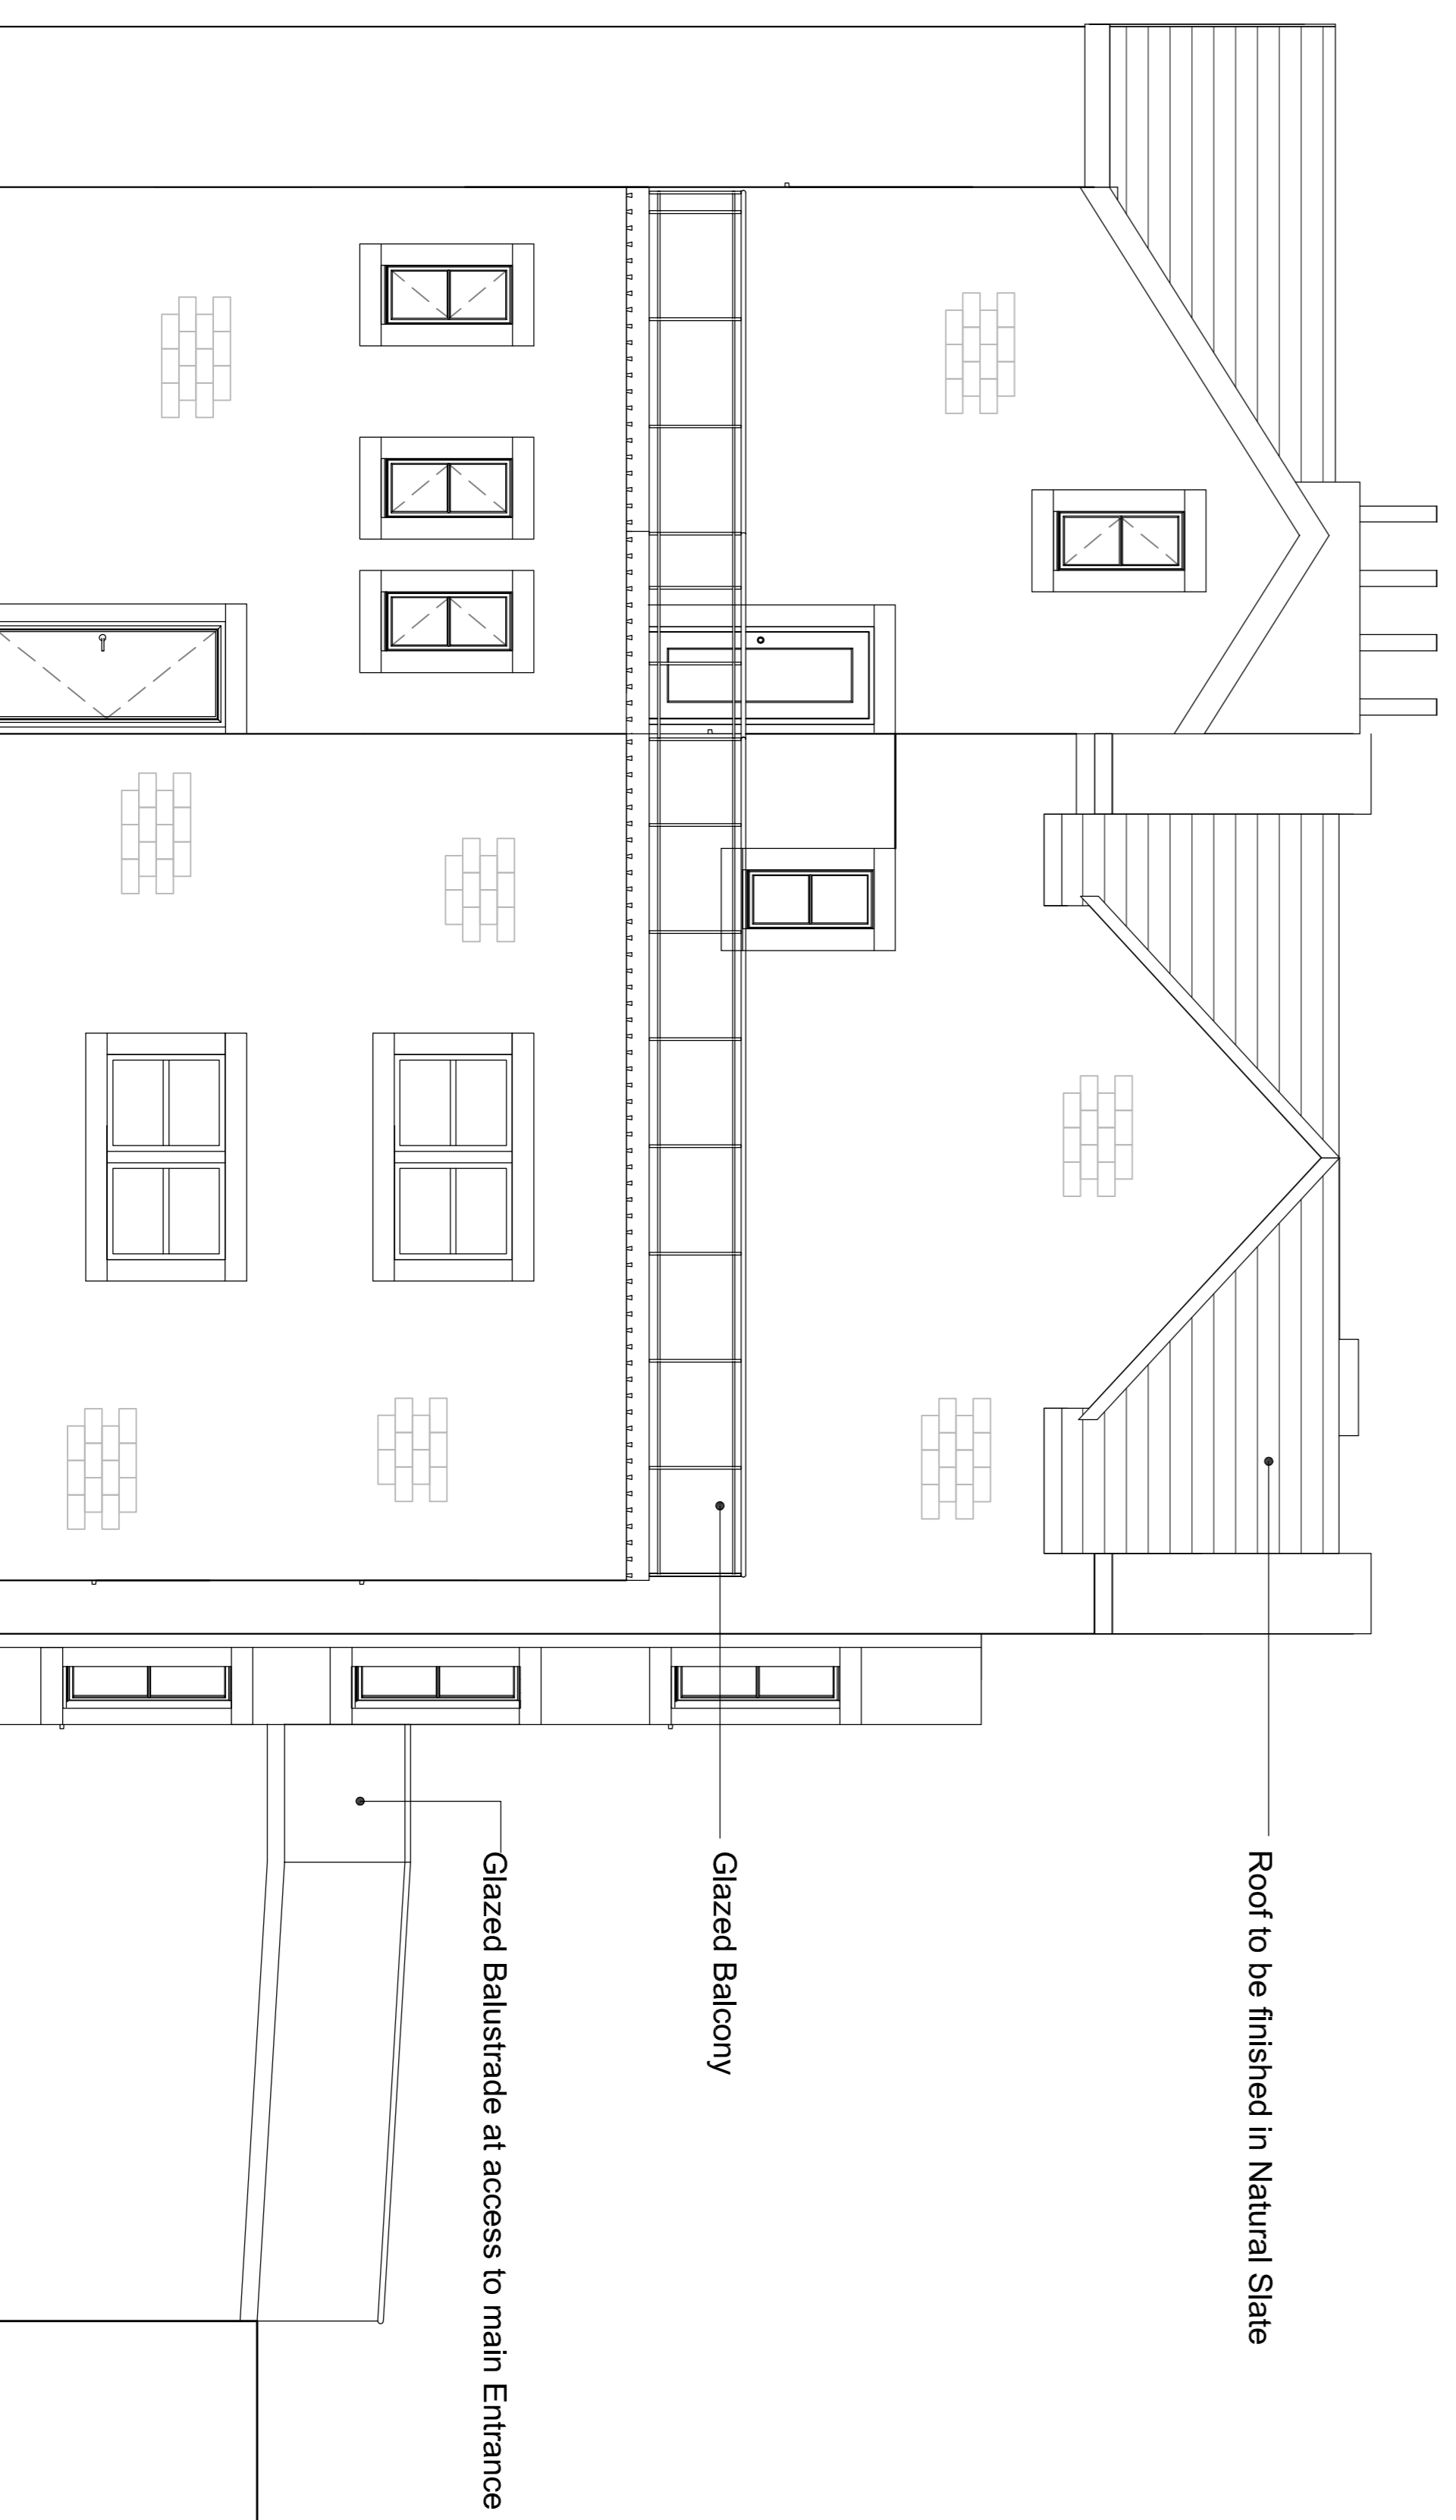 Roof to be finished in Natural Slate
Glazed Balcony
Glazed Balustrade at access to main Entrance